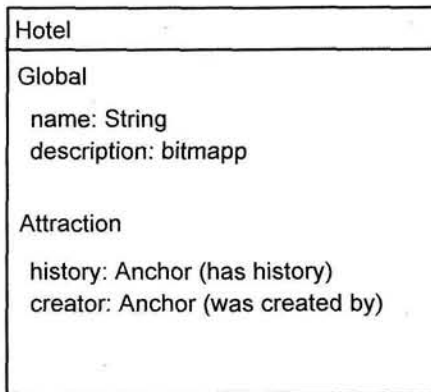 Hotel
Global
name: String
description: bitmapp
Attraction
history: Anchor (has history)
creator: Anchor (was created by)